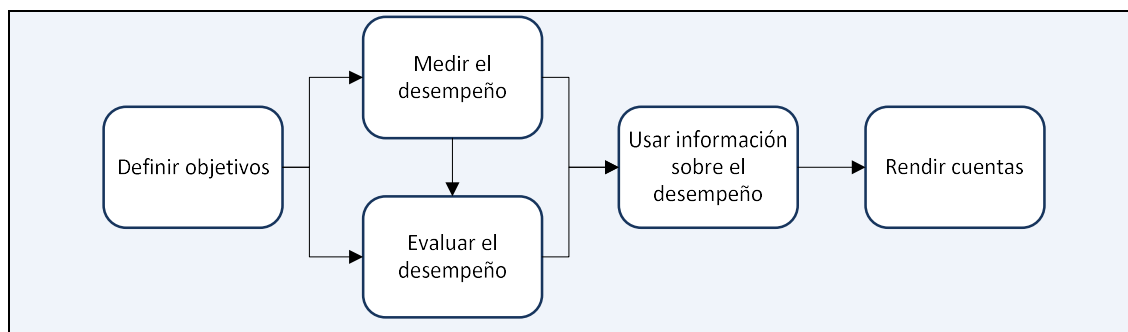 Definir objetivos
Medir el
desempeño
Evaluar el
desempeño
Usar información
sobre el
desempeño
Rendir cuentas